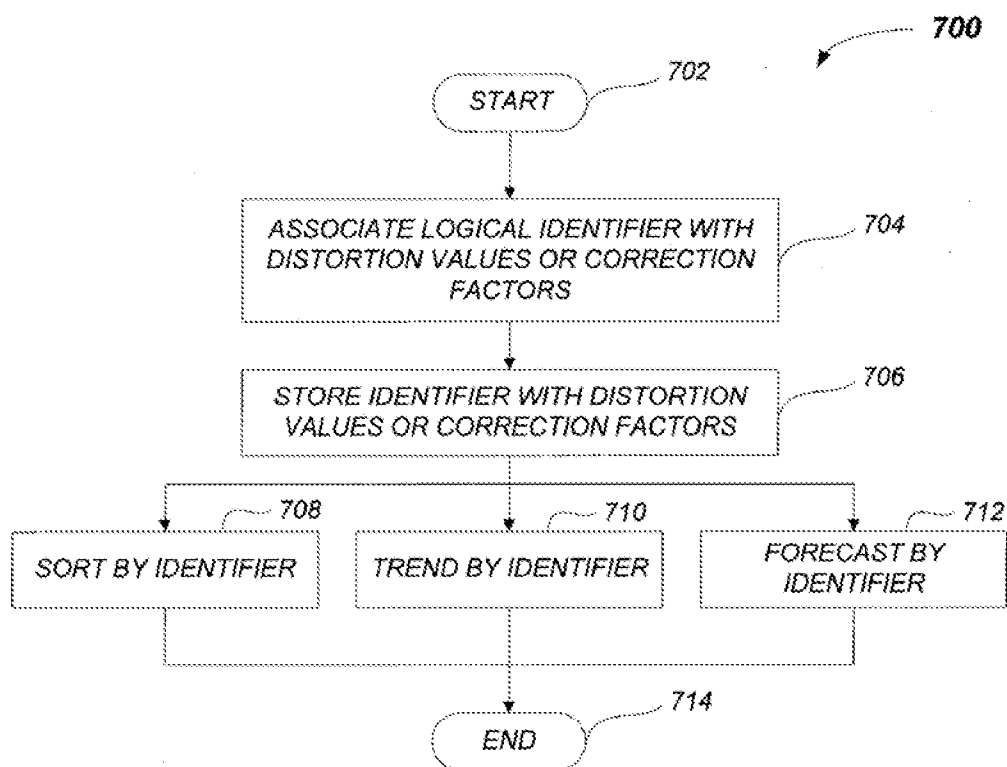 700
702
START
ASSOCIATE LOGICAL IDENTIFIER WITH
DISTORTION VALUES OR CORRECTION
FACTORS
704
STORE IDENTIFIER WITH DISTORTION
VALUES OR CORRECTION FACTORS
706
708
SORT BY IDENTIFIER
710
TREND BY IDENTIFIER
712
FORECAST BY
IDENTIFIER
714
END